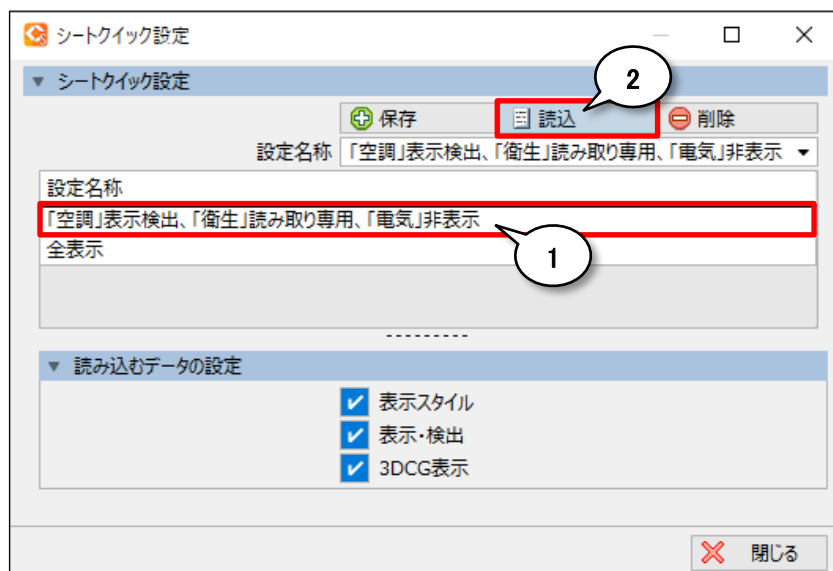 シートクイック設定
シートクイック設定
2
保存 読込 削除
設定名称 「空調」表示検出、「衛生」読み取り専用、「電気」非表示
設定名称
「空調」表示検出、「衛生」読み取り専用、「電気」非表示
1
全表示
読み込むデータの設定
表示スタイル
表示・検出
3DCG表示
閉じる